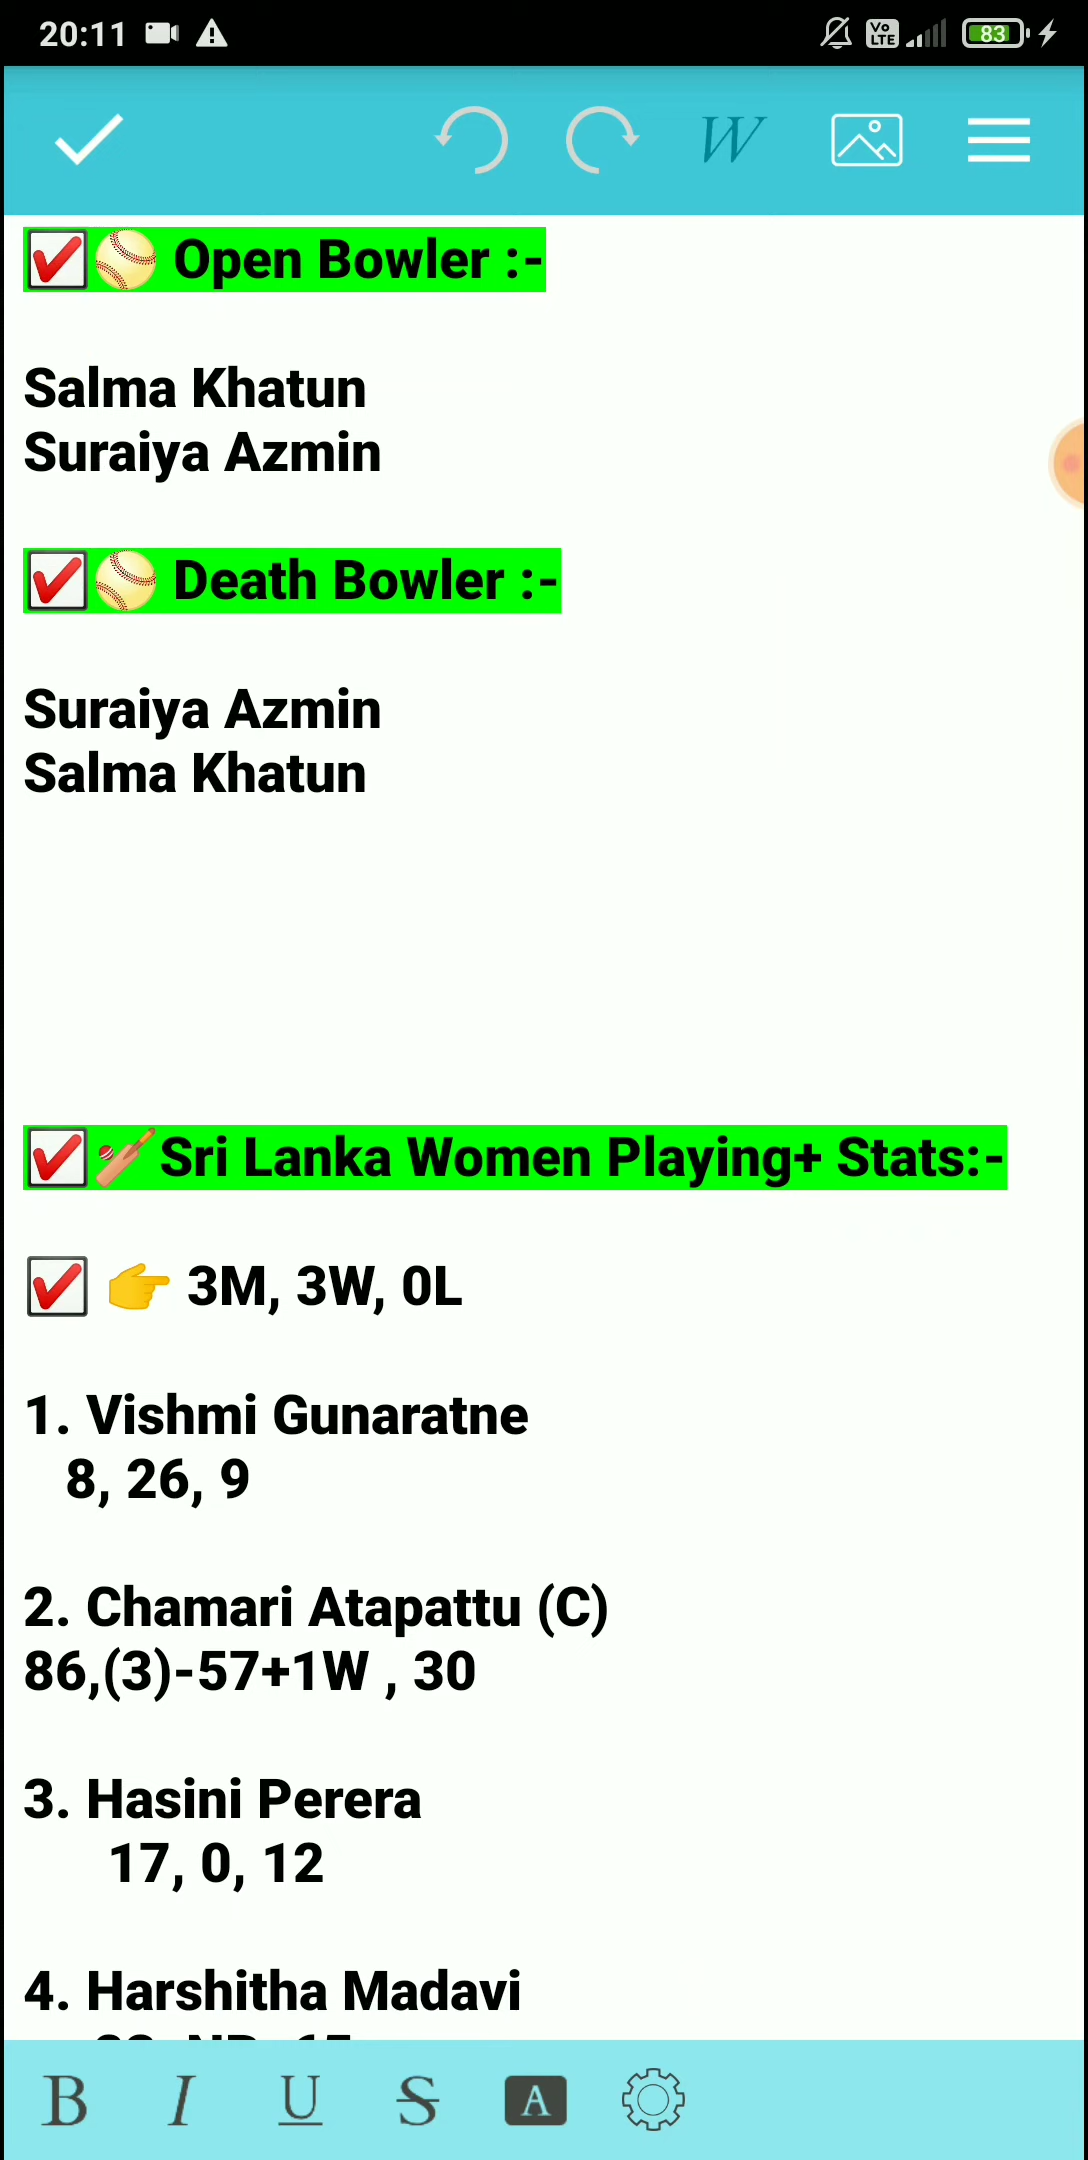 20:11
Vo LTE
83
W
Open Bowler :-
Salma Khatun
Suraiya Azmin
Death Bowler :-
Suraiya Azmin
Salma Khatun
Sri Lanka Women Playing+ Stats:-
3M, 3W, 0L
1. Vishmi Gunaratne
8, 26, 9
2. Chamari Atapattu (C)
86,(3)-57+1W , 30
3. Hasini Perera
17, 0, 12
4. Harshitha Madavi
B I U S A